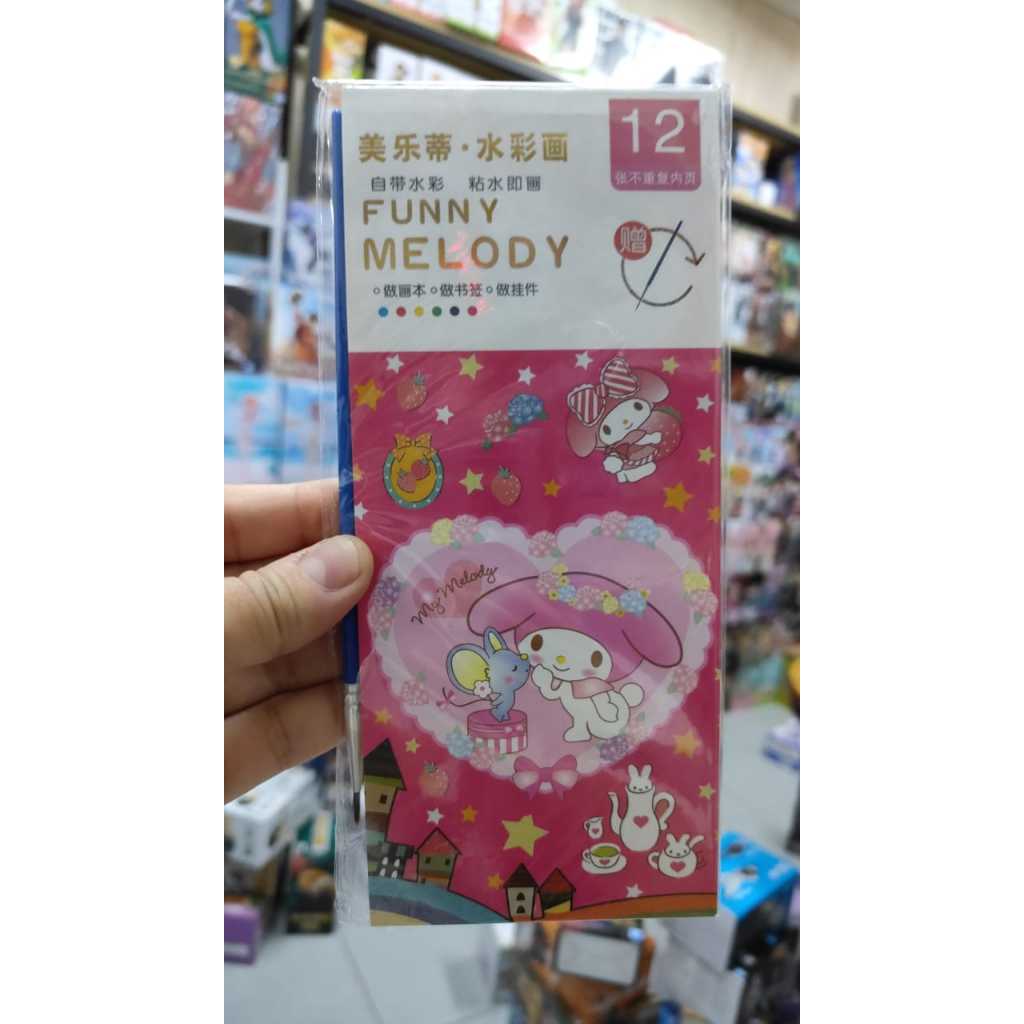 美乐蒂·水彩画
12
张不重复内页
自带水彩 粘水即画
FUNNY
MELODY
赠
做画本 做书签 做挂件
My Melody